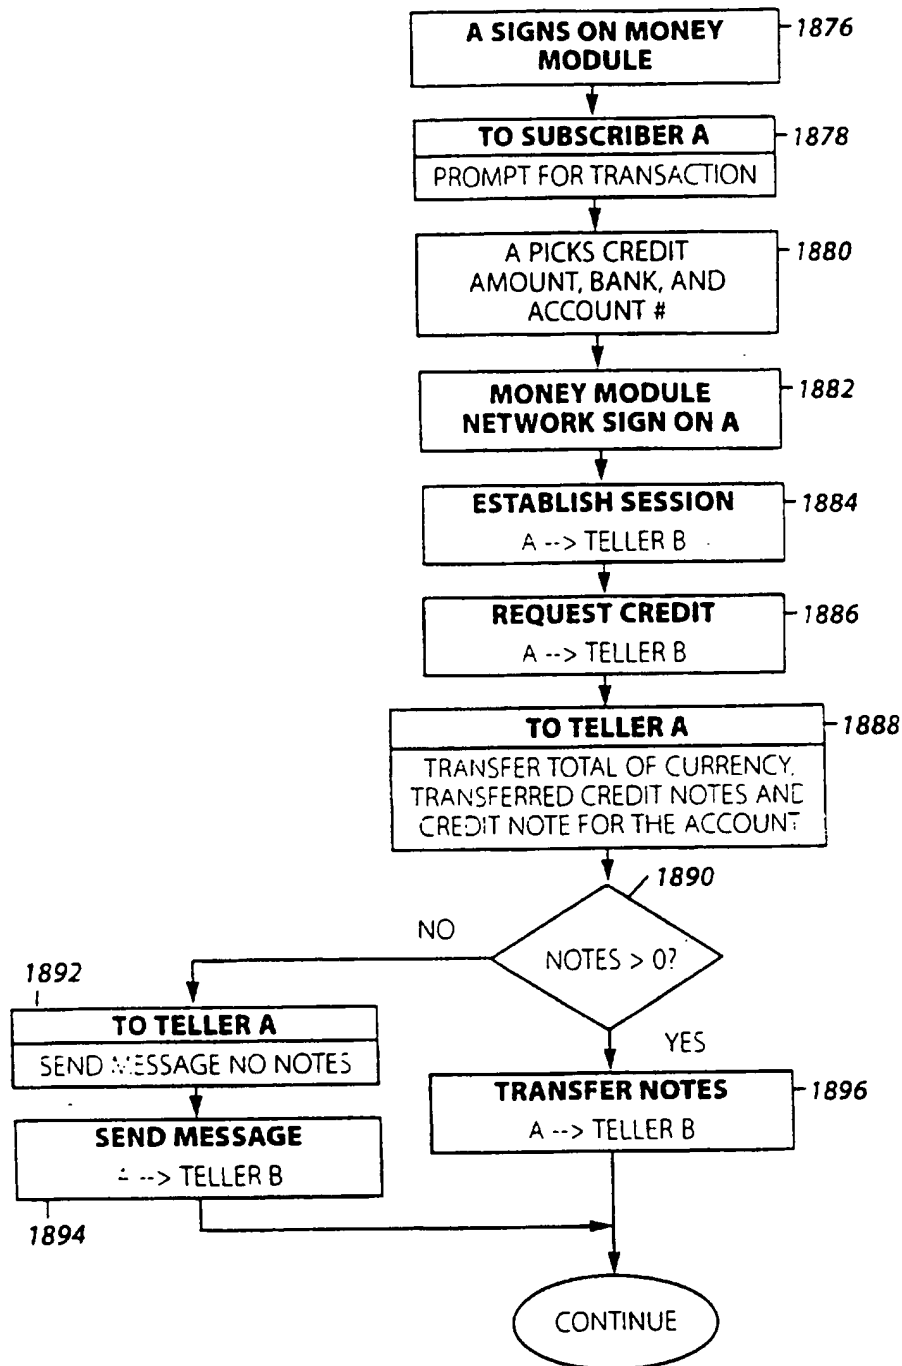 A SIGNS ON MONEY
MODULE
1876
TO SUBSCRIBER A
1878
PROMPT FOR TRANSACTION
A PICKS CREDIT
AMOUNT, BANK, AND
ACCOUNT #
1880
MONEY MODULE
NETWORK SIGN ON A
1882
ESTABLISH SESSION
A --> TELLER B
1884
REQUEST CREDIT
A --> TELLER B
1886
TO TELLER A
1888
TRANSFER TOTAL OF CURRENCY,
TRANSFERRED CREDIT NOTES AND
CREDIT NOTE FOR THE ACCOUNT
1890
NOTES > 0?
NO
YES
1892
TO TELLER A
SEND MESSAGE NO NOTES
SEND MESSAGE
A --> TELLER B
1894
TRANSFER NOTES
A --> TELLER B
1896
CONTINUE